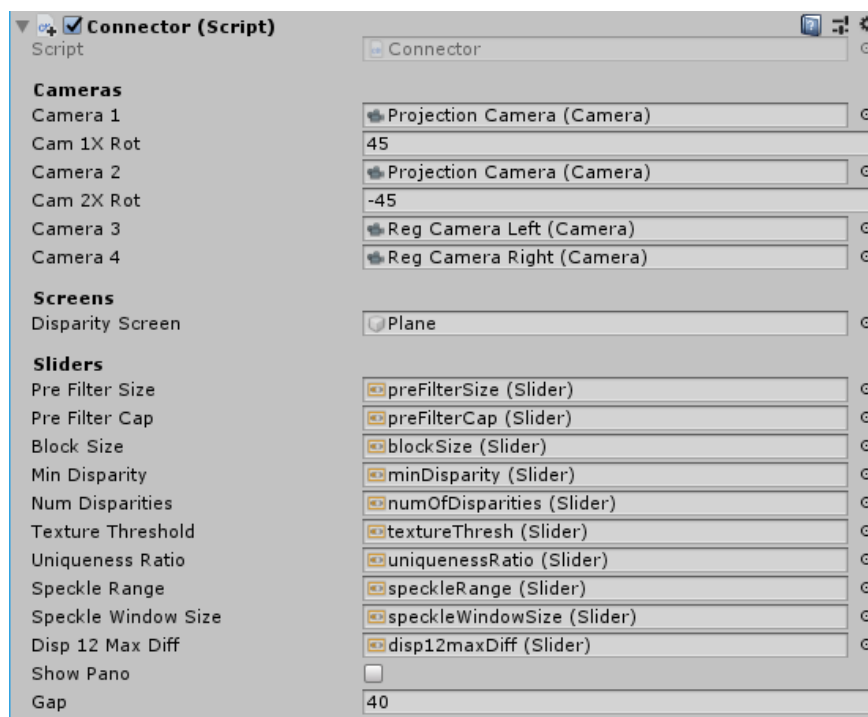 Connector (Script)
Script Connector
Cameras
Camera 1 Projection Camera (Camera)
Cam 1X Rot 45
Camera 2 Projection Camera (Camera)
Cam 2X Rot -45
Camera 3 Reg Camera Left (Camera)
Camera 4 Reg Camera Right (Camera)
Screens
Disparity Screen Plane
Sliders
Pre Filter Size preFilterSize (Slider)
Pre Filter Cap preFilterCap (Slider)
Block Size blockSize (Slider)
Min Disparity minDisparity (Slider)
Num Disparities numOfDisparities (Slider)
Texture Threshold textureThresh (Slider)
Uniqueness Ratio uniquenessRatio (Slider)
Speckle Range speckleRange (Slider)
Speckle Window Size speckleWindowSize (Slider)
Disp 12 Max Diff disp12maxDiff (Slider)
Show Pano
Gap 40